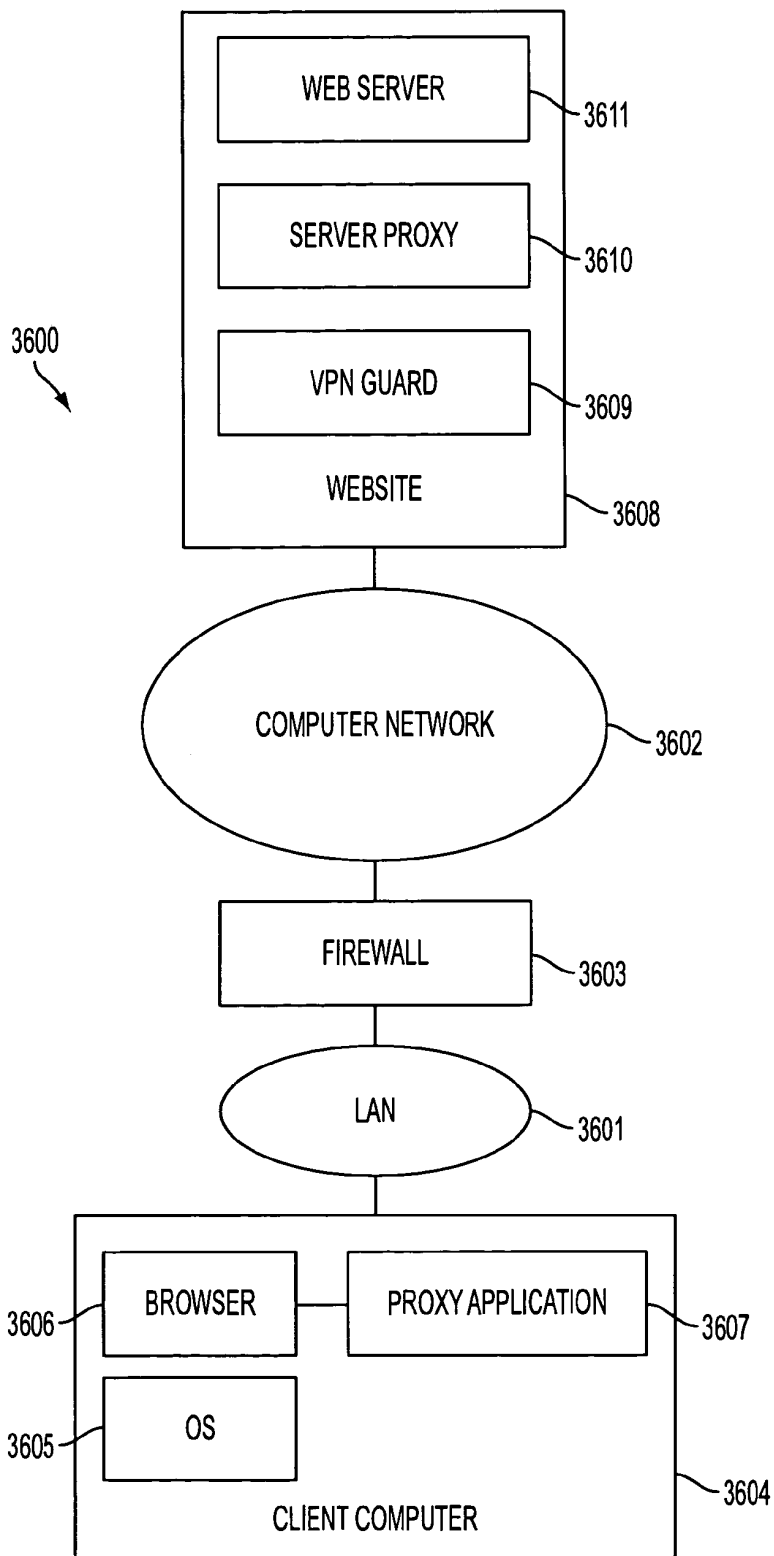 WEB SERVER
3611
SERVER PROXY
3610
3600
VPN GUARD
3609
WEBSITE
3608
COMPUTER NETWORK
3602
FIREWALL
3603
LAN
3601
BROWSER
PROXY APPLICATION
3606
3607
OS
3605
3604
CLIENT COMPUTER